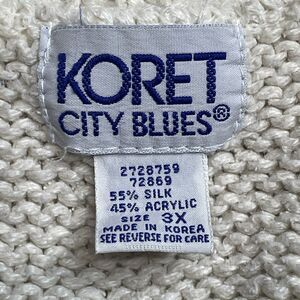 KORET
CITY BLUES®
2728759
72869
55% SILK
45% ACRYLIC
SIZE 3X
MADE IN KOREA
SEE REVERSE FOR CARE